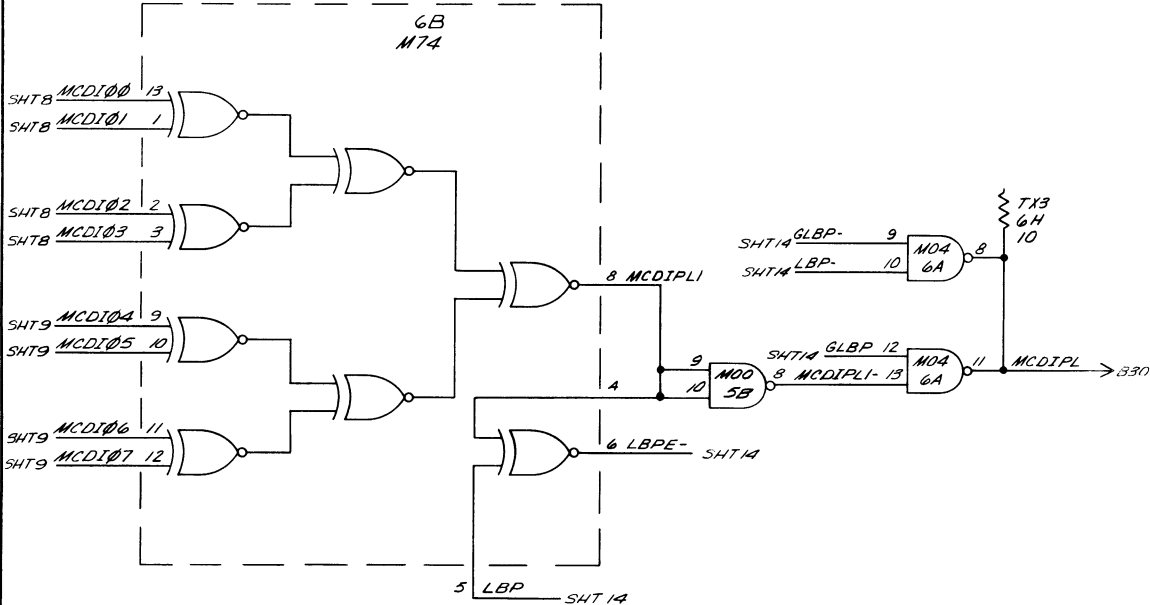 6B
M74
SHT8 MCDIØØ 13
SHT8 MCDIØ1 1
SHT8 MCDIØ2 2
SHT8 MCDIØ3 3
SHT9 MCDIØ4 9
SHT9 MCDIØ5 10
SHT9 MCDIØ6 11
SHT9 MCDIØ7 12
8 MCDIPL1
4
6 LBPE- SHT14
5 LBP SHT14
TX3
6H
10
SHT14 GLBP- 9
SHT14 LBP- 10
M04
6A
8
9
10
M00
5B
8 MCDIPL1- 13
SHT14 GLBP 12
M04
6A
11 MCDIPL